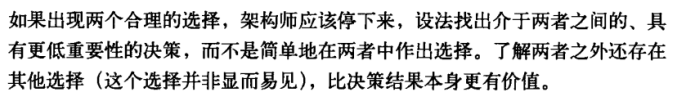 如果出现两个合理的选择，架构师应该停下来，设法找出介于两者之间的、具
有更低重要性的决策，而不是简单地在两者中作出选择。了解两者之外还存在
其他选择（这个选择并非显而易见），比决策结果本身更有价值。